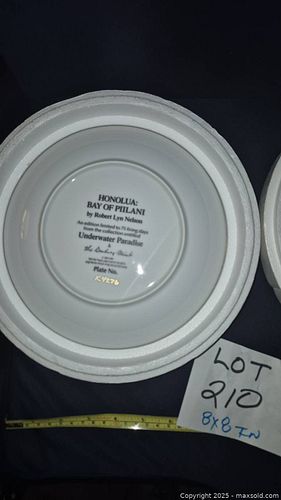 HONOLUA:
BAY OF PIILANI
by Robert Lyn Nelson
An edition limited to 75 firing days
from the collection entitled
Underwater Paradise
Plate No.
LOT
210
8x8 IN
Copyright © 2025 - maxsold.com